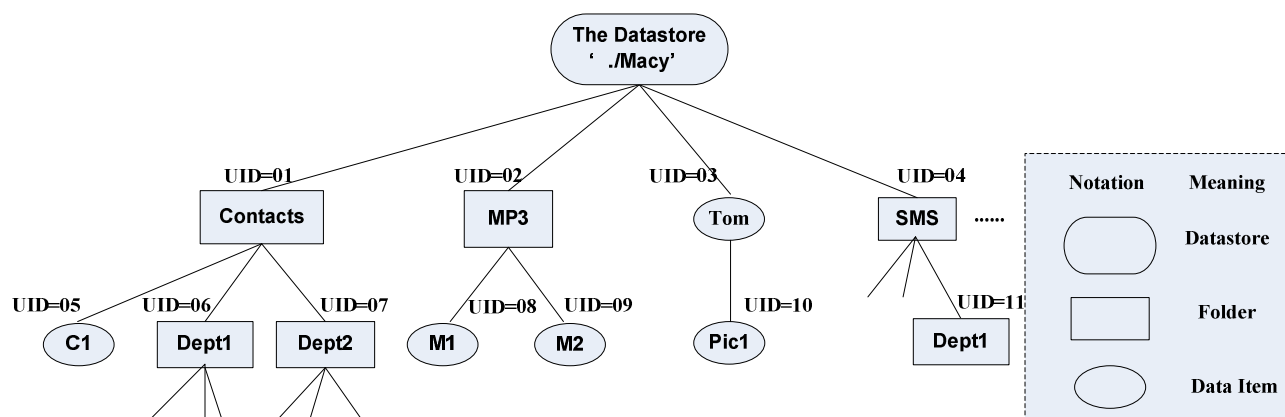 The Datastore
‘ ./Macy’
UID=01
UID=02
UID=03
UID=04
Contacts
MP3
Tom
SMS
......
UID=05
UID=06
UID=07
UID=08
UID=09
UID=10
UID=11
C1
Dept1
Dept2
M1
M2
Pic1
Dept1
Notation Meaning
Datastore
Folder
Data Item